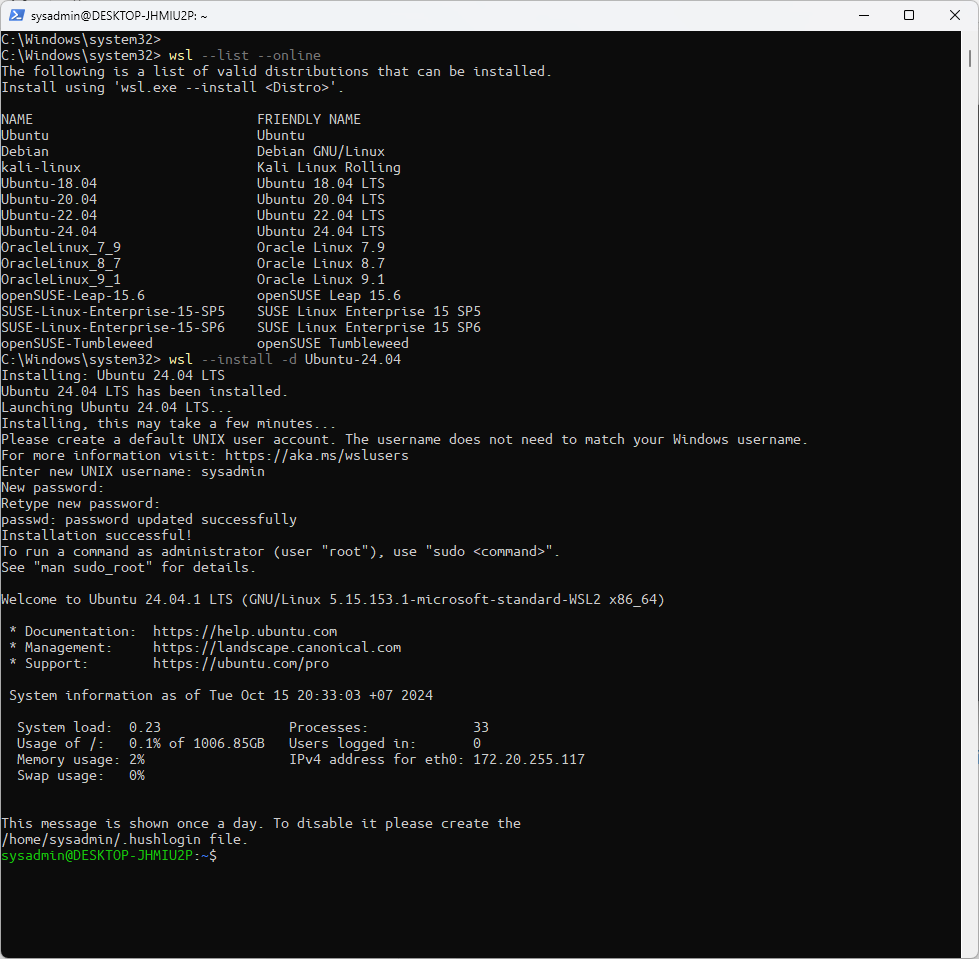 sysadmin@DESKTOP-JHMIU2P: ~
C:\Windows\system32>
C:\Windows\system32> wsl --list --online
The following is a list of valid distributions that can be installed.
Install using 'wsl.exe --install <Distro>'.
NAME                            FRIENDLY NAME
Ubuntu                          Ubuntu
Debian                          Debian GNU/Linux
kali-linux                      Kali Linux Rolling
Ubuntu-18.04                    Ubuntu 18.04 LTS
Ubuntu-20.04                    Ubuntu 20.04 LTS
Ubuntu-22.04                    Ubuntu 22.04 LTS
Ubuntu-24.04                    Ubuntu 24.04 LTS
OracleLinux_7_9                 Oracle Linux 7.9
OracleLinux_8_7                 Oracle Linux 8.7
OracleLinux_9_1                 Oracle Linux 9.1
openSUSE-Leap-15.6              openSUSE Leap 15.6
SUSE-Linux-Enterprise-15-SP5    SUSE Linux Enterprise 15 SP5
SUSE-Linux-Enterprise-15-SP6    SUSE Linux Enterprise 15 SP6
openSUSE-Tumbleweed             openSUSE Tumbleweed
C:\Windows\system32> wsl --install -d Ubuntu-24.04
Installing: Ubuntu 24.04 LTS
Ubuntu 24.04 LTS has been installed.
Launching Ubuntu 24.04 LTS...
Installing, this may take a few minutes...
Please create a default UNIX user account. The username does not need to match your Windows username.
For more information visit: https://aka.ms/wslusers
Enter new UNIX username: sysadmin
New password:
Retype new password:
passwd: password updated successfully
Installation successful!
To run a command as administrator (user "root"), use "sudo <command>".
See "man sudo_root" for details.
Welcome to Ubuntu 24.04.1 LTS (GNU/Linux 5.15.153.1-microsoft-standard-WSL2 x86_64)
 * Documentation:  https://help.ubuntu.com
 * Management:     https://landscape.canonical.com
 * Support:        https://ubuntu.com/pro
 System information as of Tue Oct 15 20:33:03 +07 2024
  System load:  0.23                Processes:             33
  Usage of /:   0.1% of 1006.85GB   Users logged in:       0
  Memory usage: 2%                  IPv4 address for eth0: 172.20.255.117
  Swap usage:   0%
This message is shown once a day. To disable it please create the
/home/sysadmin/.hushlogin file.
sysadmin@DESKTOP-JHMIU2P:~$